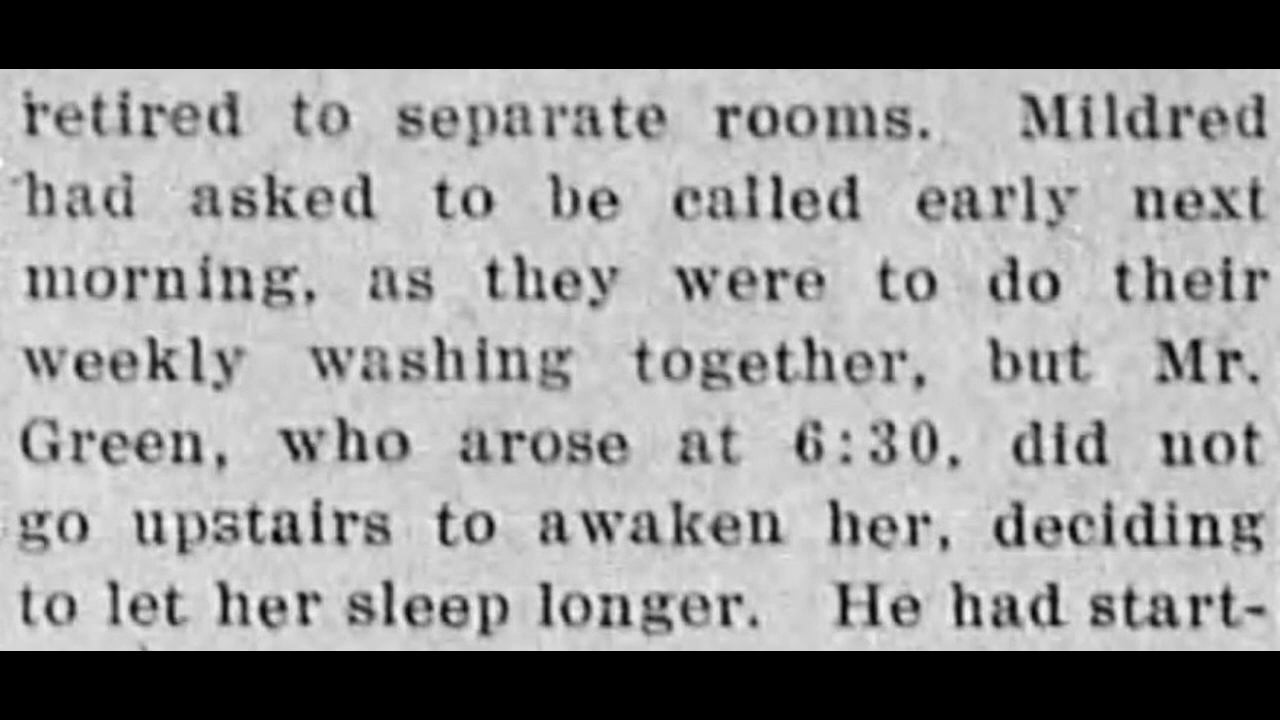 retired to separate rooms. Mildred
had asked to be called early next
morning, as they were to do their
weekly washing together, but Mr.
Green, who arose at 6:30, did not
go upstairs to awaken her, deciding
to let her sleep longer. He had start-